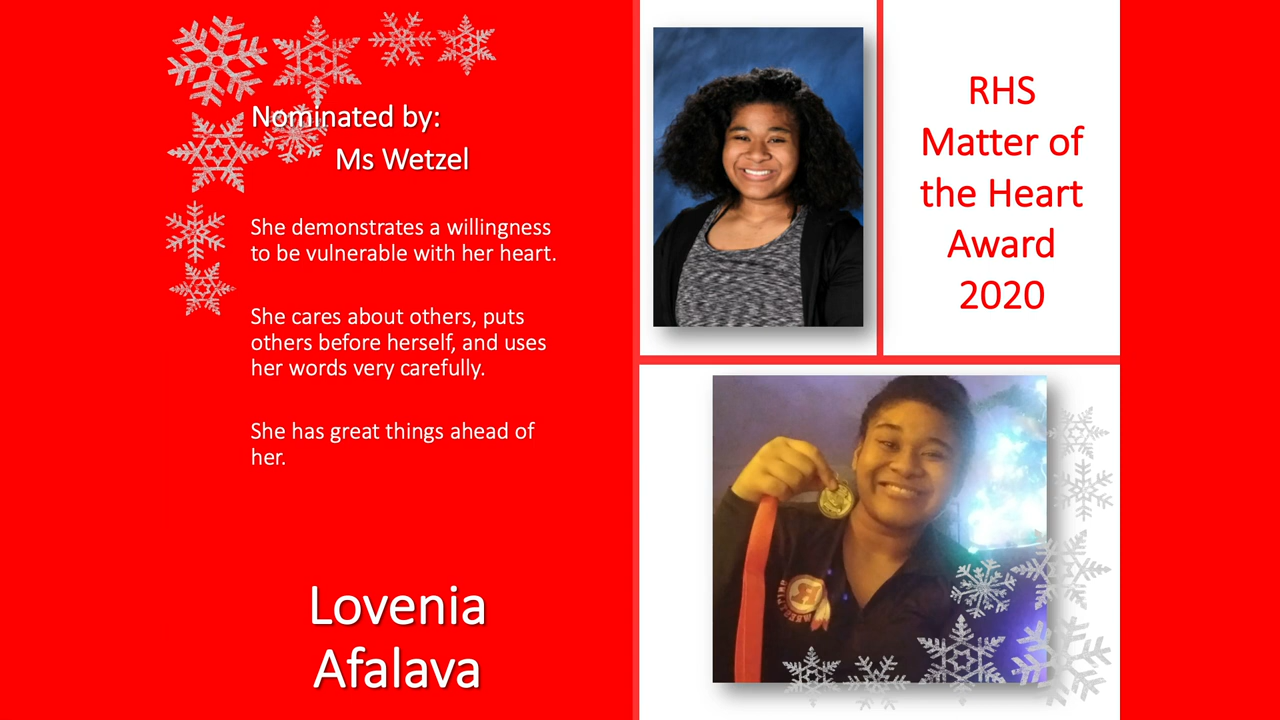 Nominated by:
Ms Wetzel
She demonstrates a willingness
to be vulnerable with her heart.
She cares about others, puts
others before herself, and uses
her words very carefully.
She has great things ahead of
her.
Lovenia
Afalava
RHS
Matter of
the Heart
Award
2020